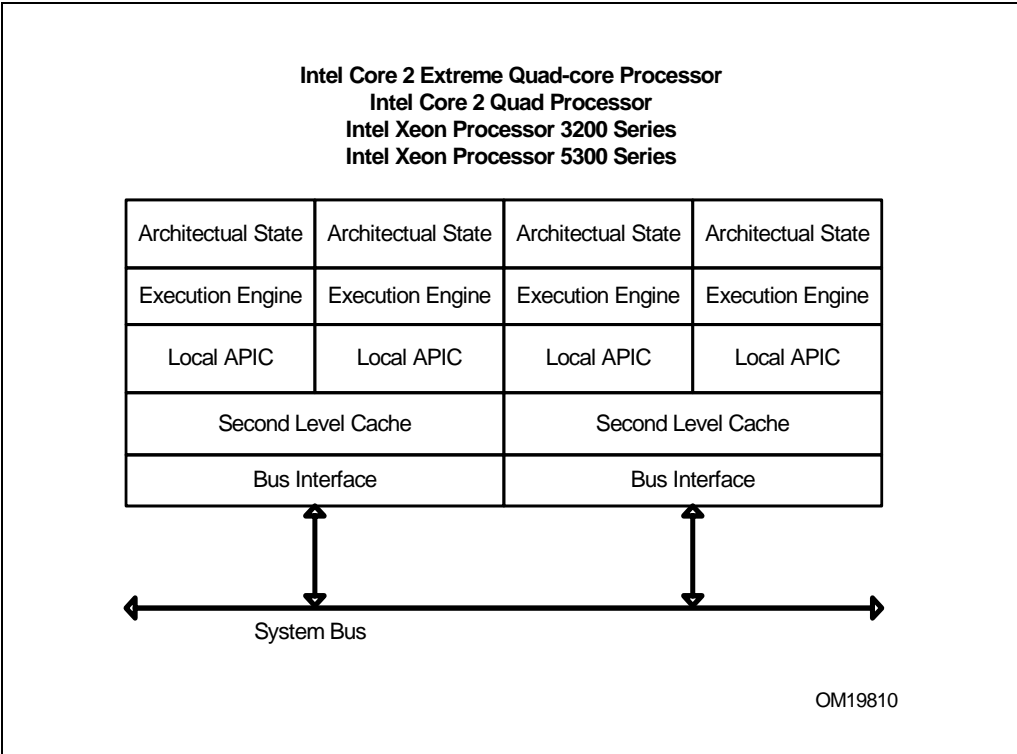 Intel Core 2 Extreme Quad-core Processor
Intel Core 2 Quad Processor
Intel Xeon Processor 3200 Series
Intel Xeon Processor 5300 Series
Architectual State Architectual State Architectual State Architectual State
Execution Engine Execution Engine Execution Engine Execution Engine
Local APIC Local APIC Local APIC Local APIC
Second Level Cache Second Level Cache
Bus Interface Bus Interface
System Bus
OM19810